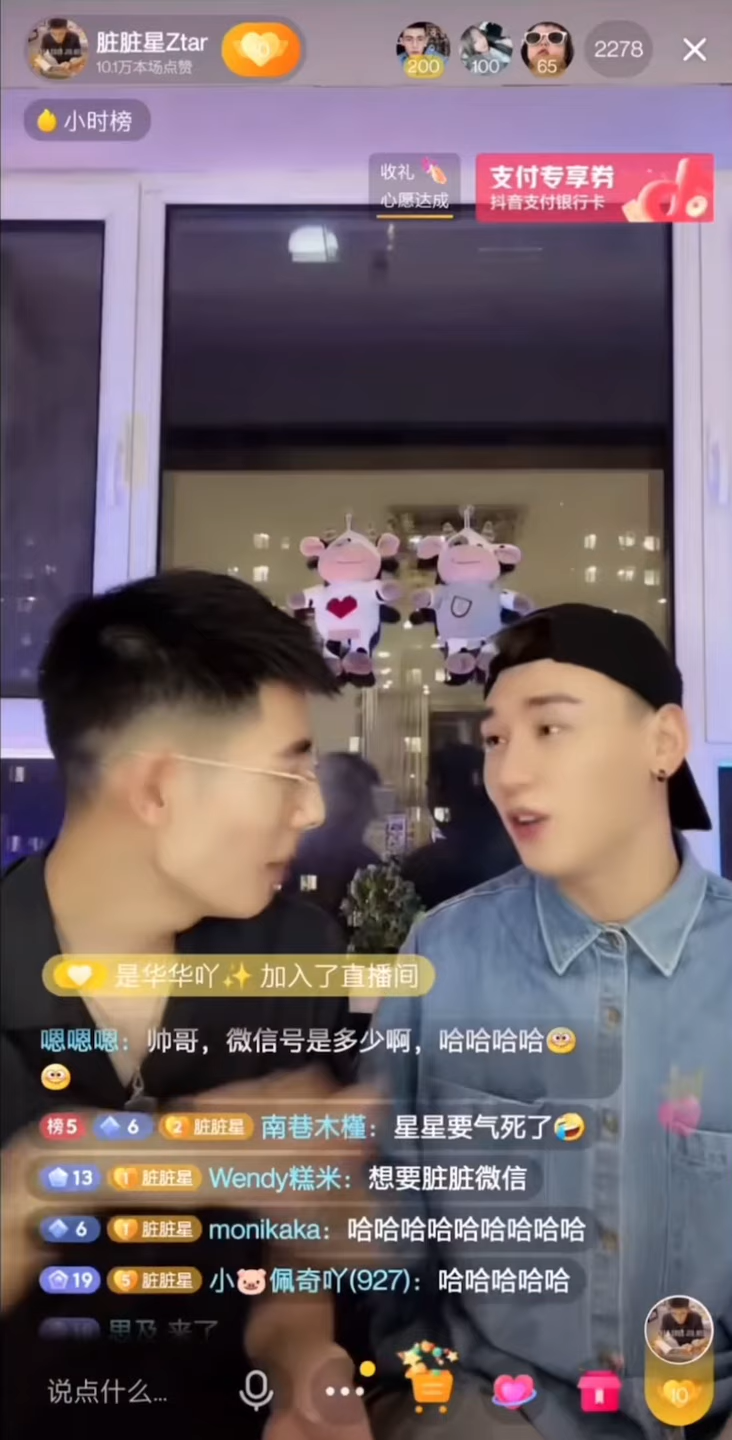 脏脏星Ztar
10.1万本场点赞
200
100
65
2278
小时榜
收礼
心愿达成
支付专享券
抖音支付银行卡
是华华吖✨ 加入了直播间
嗯嗯嗯：帅哥，微信号是多少啊，哈哈哈哈
榜5 6 2 脏脏星 南巷木槿：星星要气死了🤣
13 1 脏脏星 Wendy糕米：想要脏脏微信
6 1 脏脏星 monikaka：哈哈哈哈哈哈哈哈哈
19 5 脏脏星 小🐷佩奇吖(927)：哈哈哈哈哈
思及 来了
说点什么...
10